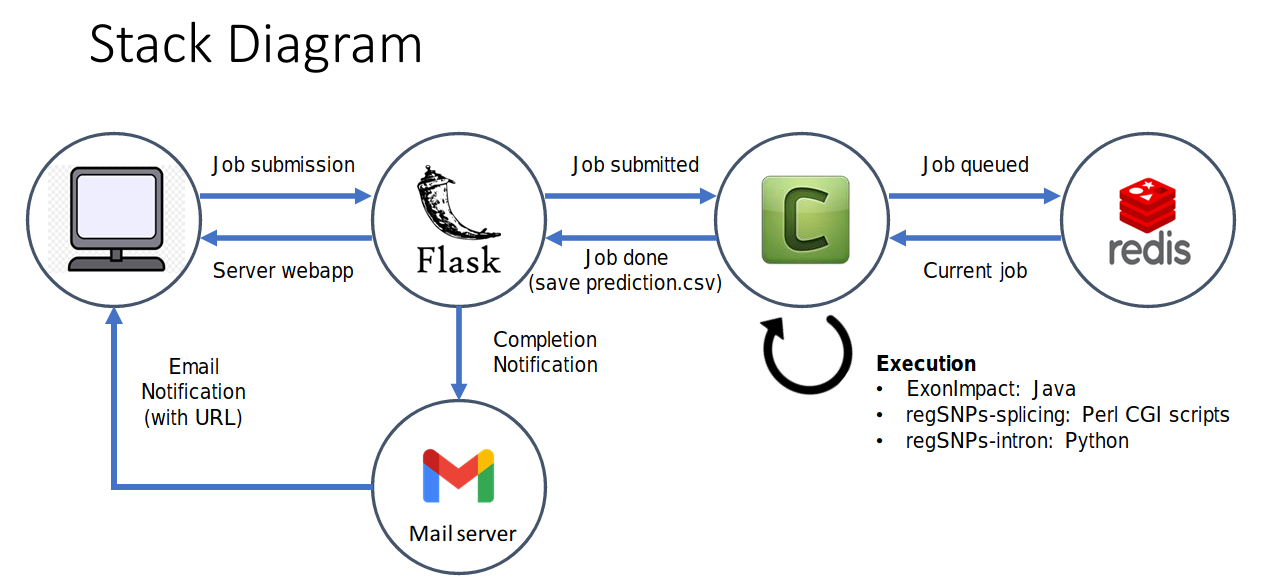 Stack Diagram
Job submission
Job submitted
Job queued
Flask
redis
Server webapp
Job done
(save prediction.csv)
Current job
Completion
Notification
Email
Notification
(with URL)
Execution
• ExonImpact: Java
• regSNPs-splicing: Perl CGI scripts
• regSNPs-intron: Python
Mail server